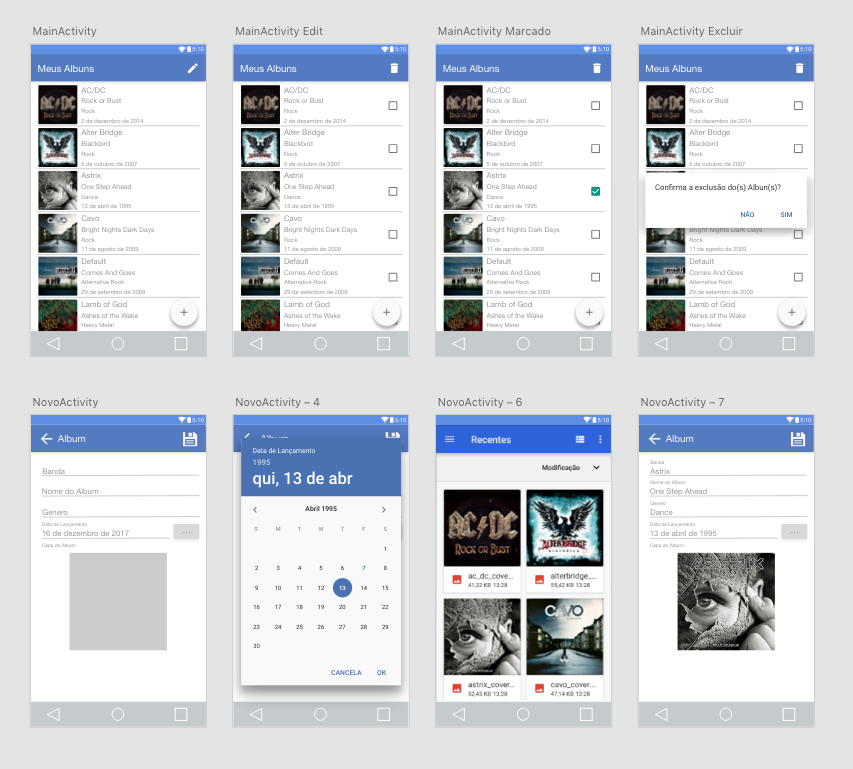 MainActivity
5:10
Meus Albuns
AC/DC
Rock or Bust
Rock
2 de dezembro de 2014
Alter Bridge
Blackbird
Rock
5 de outubro de 2007
Astrix
One Step Ahead
Dance
13 de abril de 1995
Cavo
Bright Nights Dark Days
Rock
11 de agosto de 2009
Default
Comes And Goes
Alternative Rock
29 de setembro de 2009
Lamb of God
Ashes of the Wake
Heavy Metal
+
MainActivity Edit
5:10
Meus Albuns
AC/DC
Rock or Bust
Rock
2 de dezembro de 2014
Alter Bridge
Blackbird
Rock
5 de outubro de 2007
Astrix
One Step Ahead
Dance
13 de abril de 1995
Cavo
Bright Nights Dark Days
Rock
11 de agosto de 2009
Default
Comes And Goes
Alternative Rock
29 de setembro de 2009
Lamb of God
Ashes of the Wake
Heavy Metal
+
MainActivity Marcado
5:10
Meus Albuns
AC/DC
Rock or Bust
Rock
2 de dezembro de 2014
Alter Bridge
Blackbird
Rock
5 de outubro de 2007
Astrix
One Step Ahead
Dance
13 de abril de 1995
Cavo
Bright Nights Dark Days
Rock
11 de agosto de 2009
Default
Comes And Goes
Alternative Rock
29 de setembro de 2009
Lamb of God
Ashes of the Wake
Heavy Metal
+
MainActivity Excluir
5:10
Meus Albuns
AC/DC
Rock or Bust
Rock
2 de dezembro de 2014
Alter Bridge
Blackbird
Rock
5 de outubro de 2007
Confirma a exclusão do(s) Albun(s)?
NÃO SIM
Bright Nights Dark Days
Rock
11 de agosto de 2009
Default
Comes And Goes
Alternative Rock
29 de setembro de 2009
Lamb of God
Ashes of the Wake
Heavy Metal
+
NovoActivity
5:10
Album
Banda
Nome do Album
Genero
Data de Lançamento
16 de dezembro de 2017
...
Capa do Album
NovoActivity – 4
5:10
Data de Lançamento
1995
qui, 13 de abr
Abril 1995
S M T W T F S
1
2 3 4 5 6 7 8
9 10 11 12 13 14 15
16 17 18 19 20 21 22
23 24 25 26 27 28 29
30
CANCELA OK
NovoActivity – 6
5:10
Recentes
Modificação
AC/DC
ROCK OR BUST
ALTER BRIDGE
blackbird
ac_dc_cove...
41,32 KB 13:28
alterbridge_...
55,42 KB 13:28
CAVO
astrix_cover...
52,45 KB 13:28
cavo_cover...
47,14 KB 13:28
NovoActivity – 7
5:10
Album
Banda
Astrix
Nome do Album
One Step Ahead
Genero
Dance
Data de Lançamento
13 de abril de 1995
...
Capa do Album